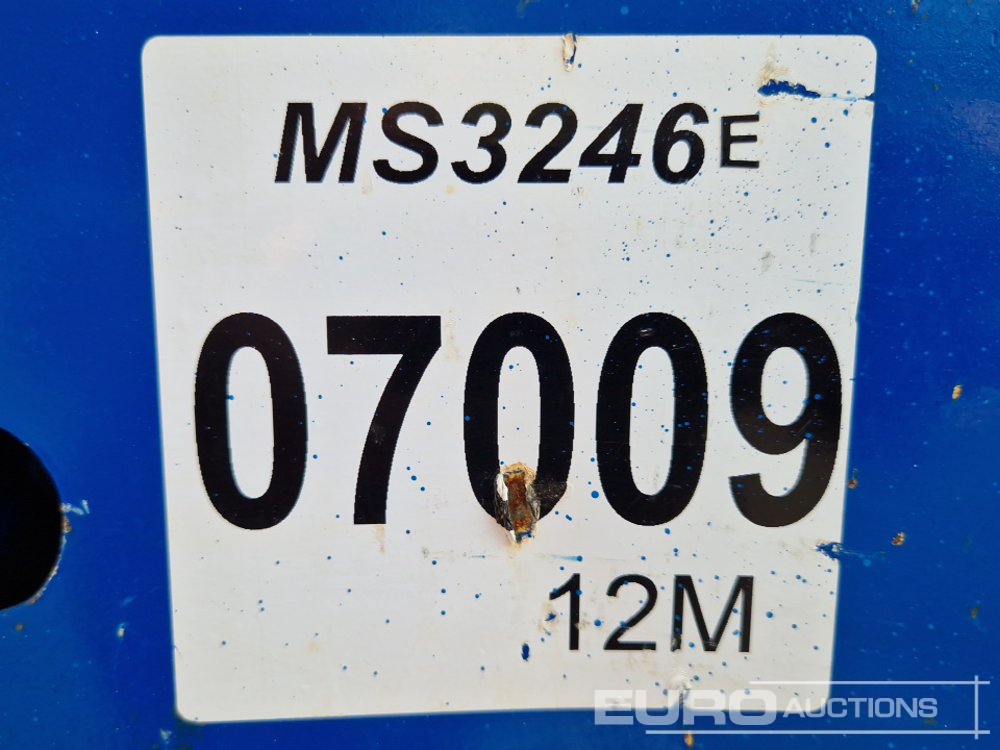 MS3246E
07009
12M
EURO AUCTIONS